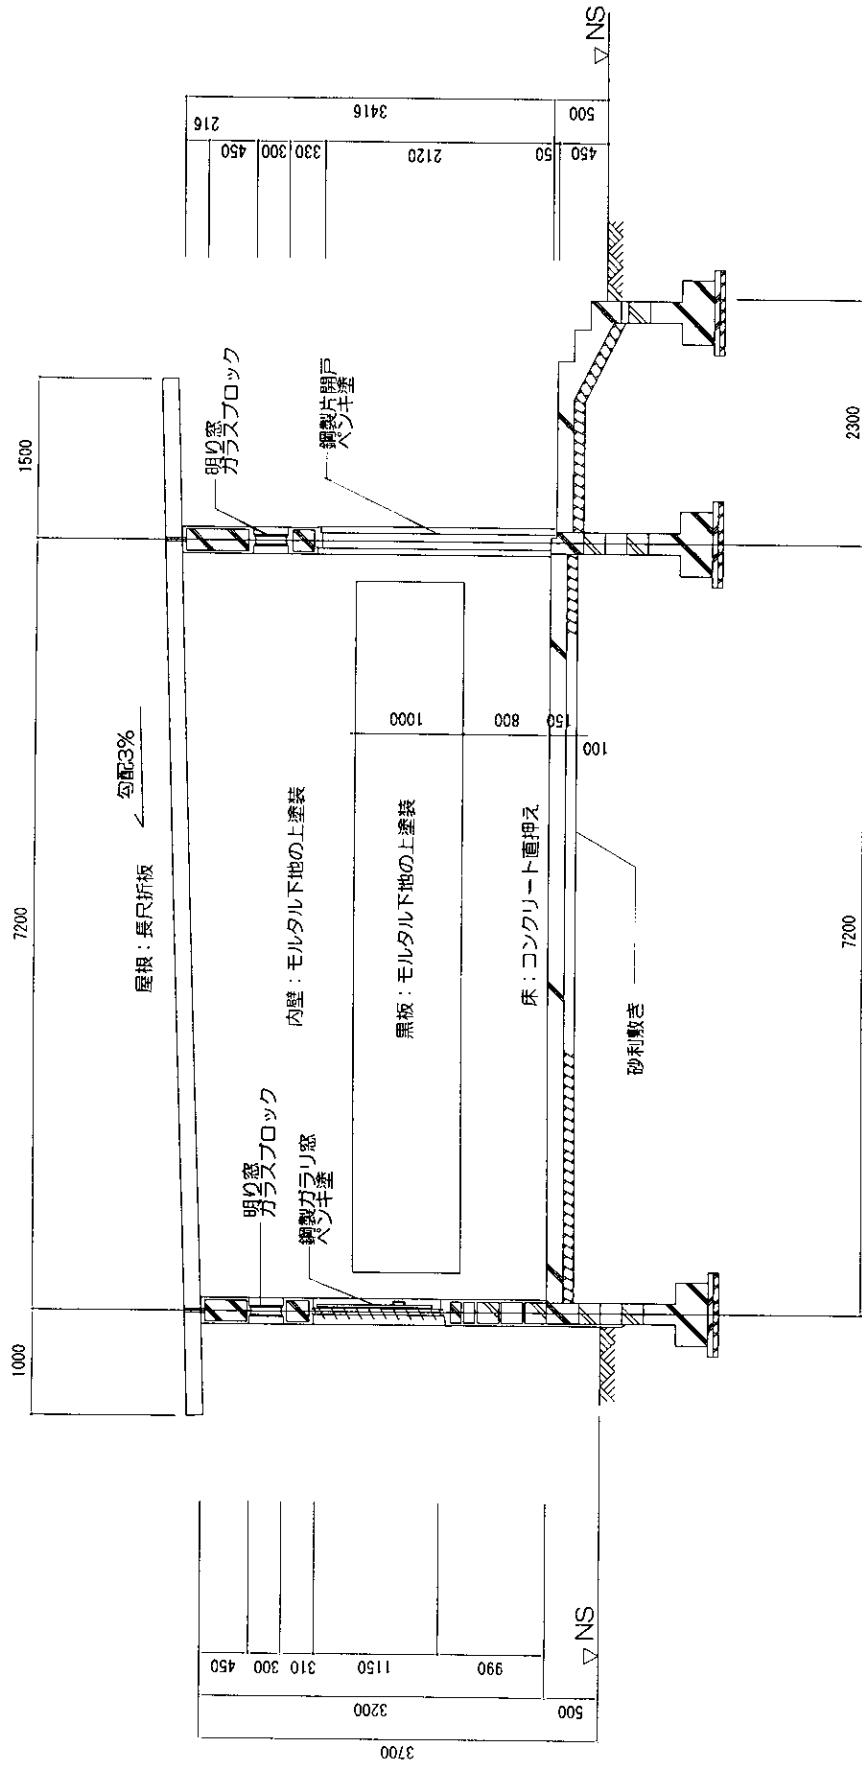 1000
7200
1500
屋根：長尺折板
勾配3%
明り窓
ガラスブロック
鋼製ガラリ窓
ペンキ塗
内壁：モルタル下地の上塗装
黒板：モルタル下地の上塗装
床：コンクリート直押え
砂利敷き
明り窓
ガラスブロック
鋼製片開戸
ペンキ塗
1000
800
150
100
450
300
310
1150
990
3200
500
3700
▽ NS
216
450
300
330
2120
50
450
3416
500
▽ NS
7200
2300